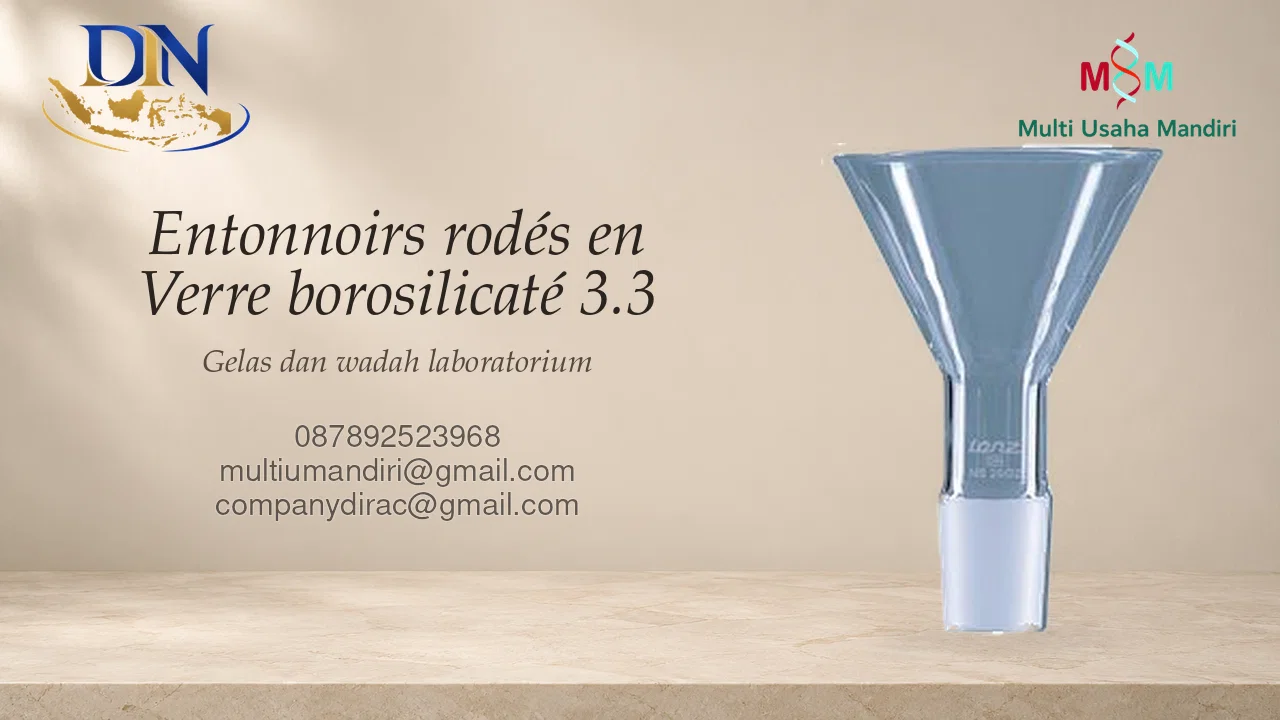 DIN
M M
Multi Usaha Mandiri
Entonnoirs rodés en
Verre borosilicaté 3.3
Gelas dan wadah laboratorium
087892523968
multiumandiri@gmail.com
companydirac@gmail.com